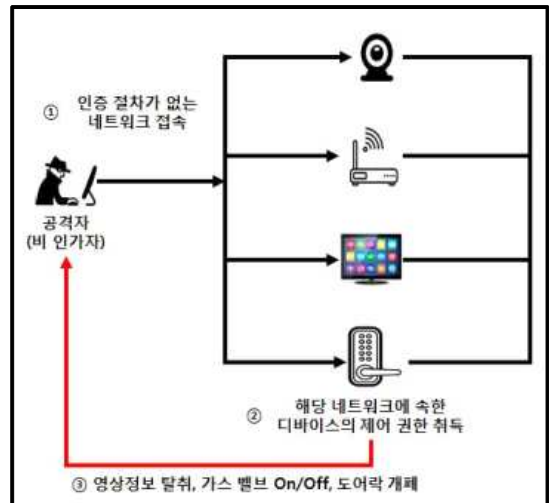 ① 인증 절차가 없는
네트워크 접속
공격자
(비 인가자)
② 해당 네트워크에 속한
디바이스의 제어 권한 취득
③ 영상정보 탈취, 가스 벨브 On/Off, 도어락 개폐